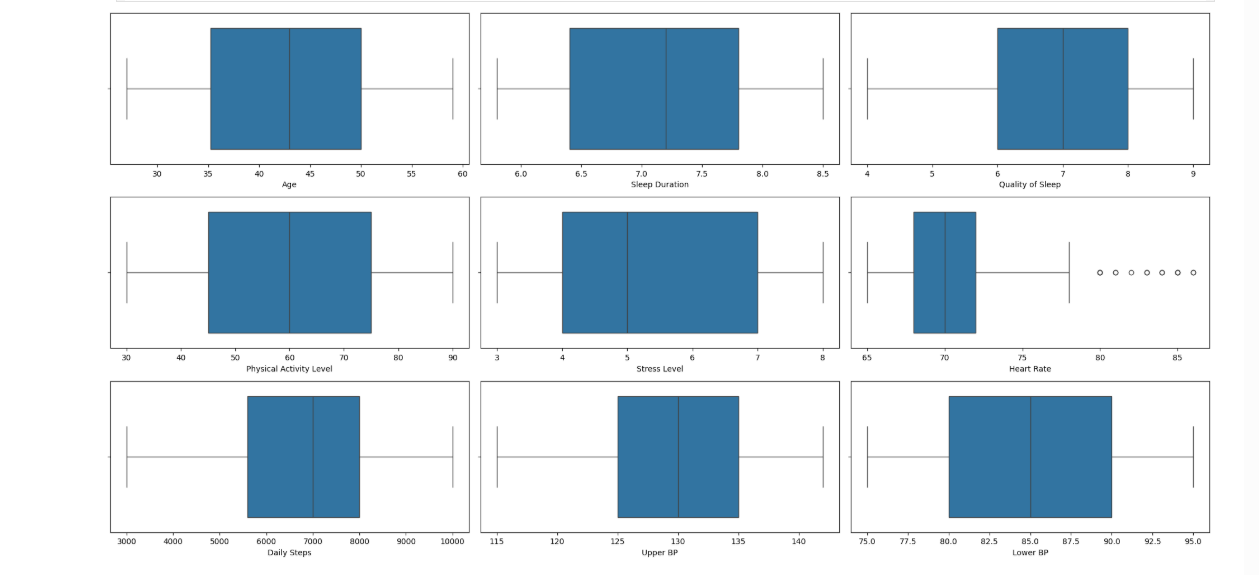 30 35 40 45 50 55 60
Age
6.0 6.5 7.0 7.5 8.0 8.5
Sleep Duration
4 5 6 7 8 9
Quality of Sleep
30 40 50 60 70 80 90
Physical Activity Level
3 4 5 6 7 8
Stress Level
65 70 75 80 85
Heart Rate
3000 4000 5000 6000 7000 8000 9000 10000
Daily Steps
115 120 125 130 135 140
Upper BP
75.0 77.5 80.0 82.5 85.0 87.5 90.0 92.5 95.0
Lower BP